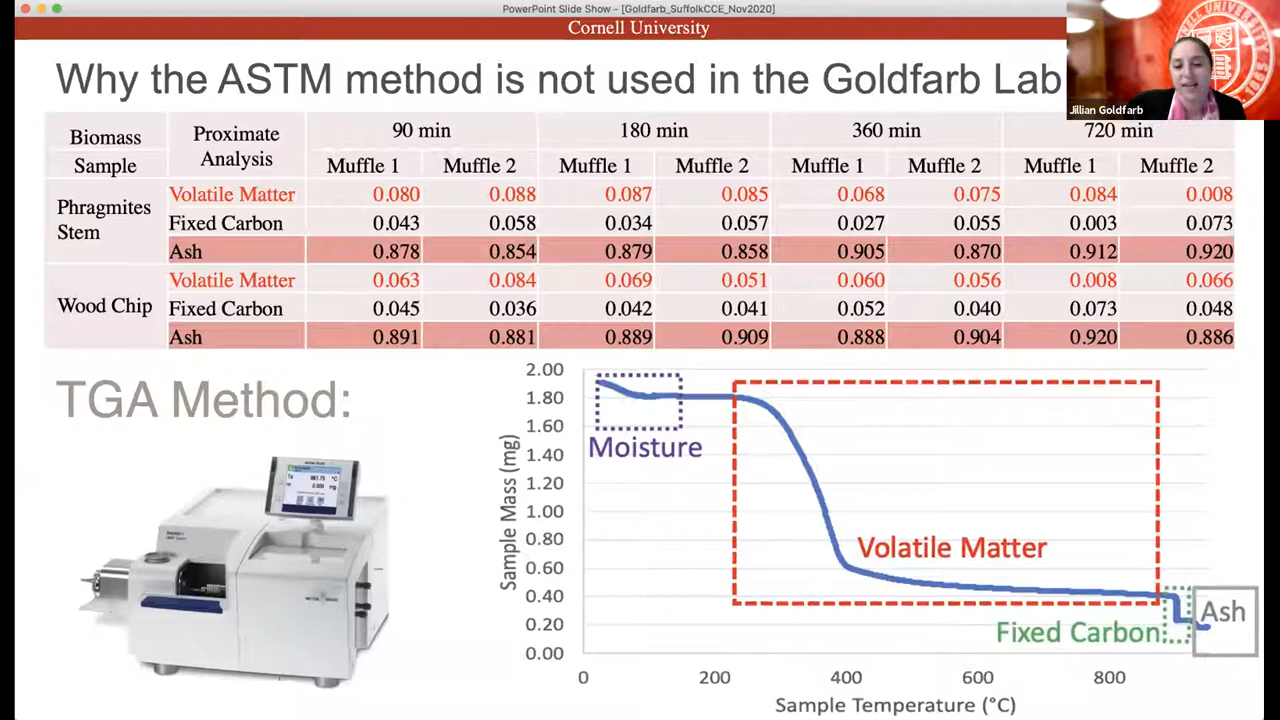 PowerPoint Slide Show - [Goldfarb_SuffolkCCE_Nov2020]
Cornell University
Why the ASTM method is not used in the Goldfarb Lab
Jillian Goldfarb
Biomass Sample Proximate Analysis 90 min 180 min 360 min 720 min
Muffle 1 Muffle 2 Muffle 1 Muffle 2 Muffle 1 Muffle 2 Muffle 1 Muffle 2
Phragmites Stem
Volatile Matter 0.080 0.088 0.087 0.085 0.068 0.075 0.084 0.008
Fixed Carbon 0.043 0.058 0.034 0.057 0.027 0.055 0.003 0.073
Ash 0.878 0.854 0.879 0.858 0.905 0.870 0.912 0.920
Wood Chip
Volatile Matter 0.063 0.084 0.069 0.051 0.060 0.056 0.008 0.066
Fixed Carbon 0.045 0.036 0.042 0.041 0.052 0.040 0.073 0.048
Ash 0.891 0.881 0.889 0.909 0.888 0.904 0.920 0.886
TGA Method:
Sample Mass (mg)
2.00
1.80
1.60
1.40
1.20
1.00
0.80
0.60
0.40
0.20
0.00
Moisture
Volatile Matter
Fixed Carbon
Ash
0 200 400 600 800
Sample Temperature (°C)